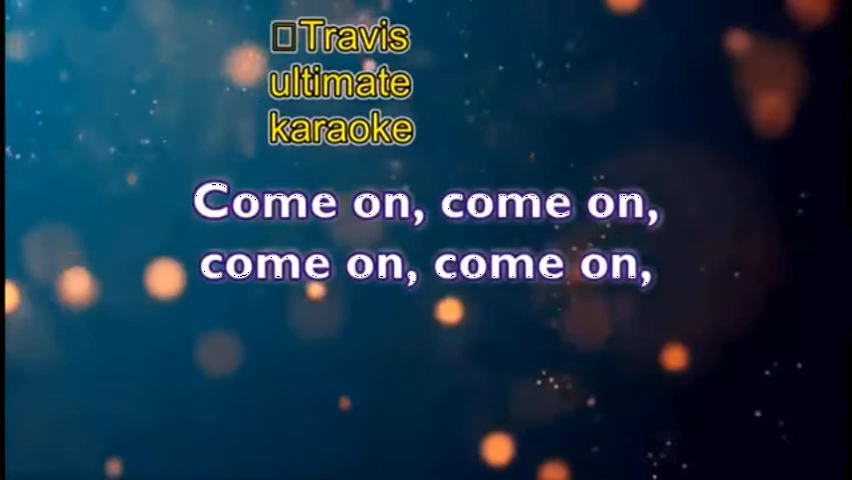 Travis
ultimate
karaoke
Come on, come on,
come on, come on,